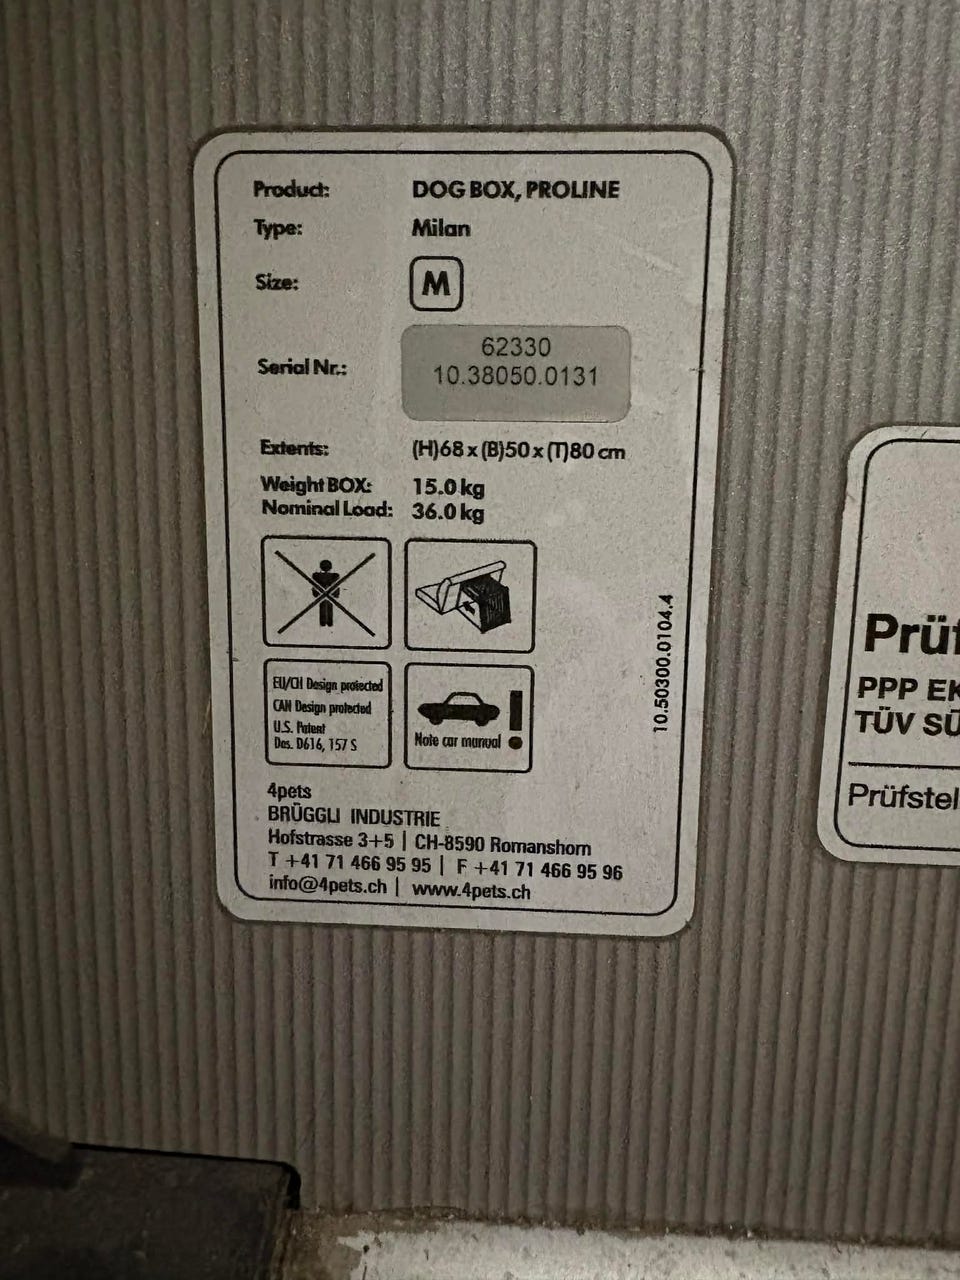 Product: DOG BOX, PROLINE
Type: Milan
Size: M
Serial Nr.: 62330
10.38050.0131
Extents: (H)68 x (B)50 x (T)80 cm
Weight BOX: 15.0 kg
Nominal Load: 36.0 kg
EU/CH Design protected
CAN Design protected
U.S. Patent
Des. D616, 157 S
Note car manual
10.50300.0104.4
4pets
BRÜGGLI INDUSTRIE
Hofstrasse 3+5 | CH-8590 Romanshorn
T +41 71 466 95 95 | F +41 71 466 95 96
info@4pets.ch | www.4pets.ch
Prüf
PPP EK
TÜV SÜ
Prüfstel